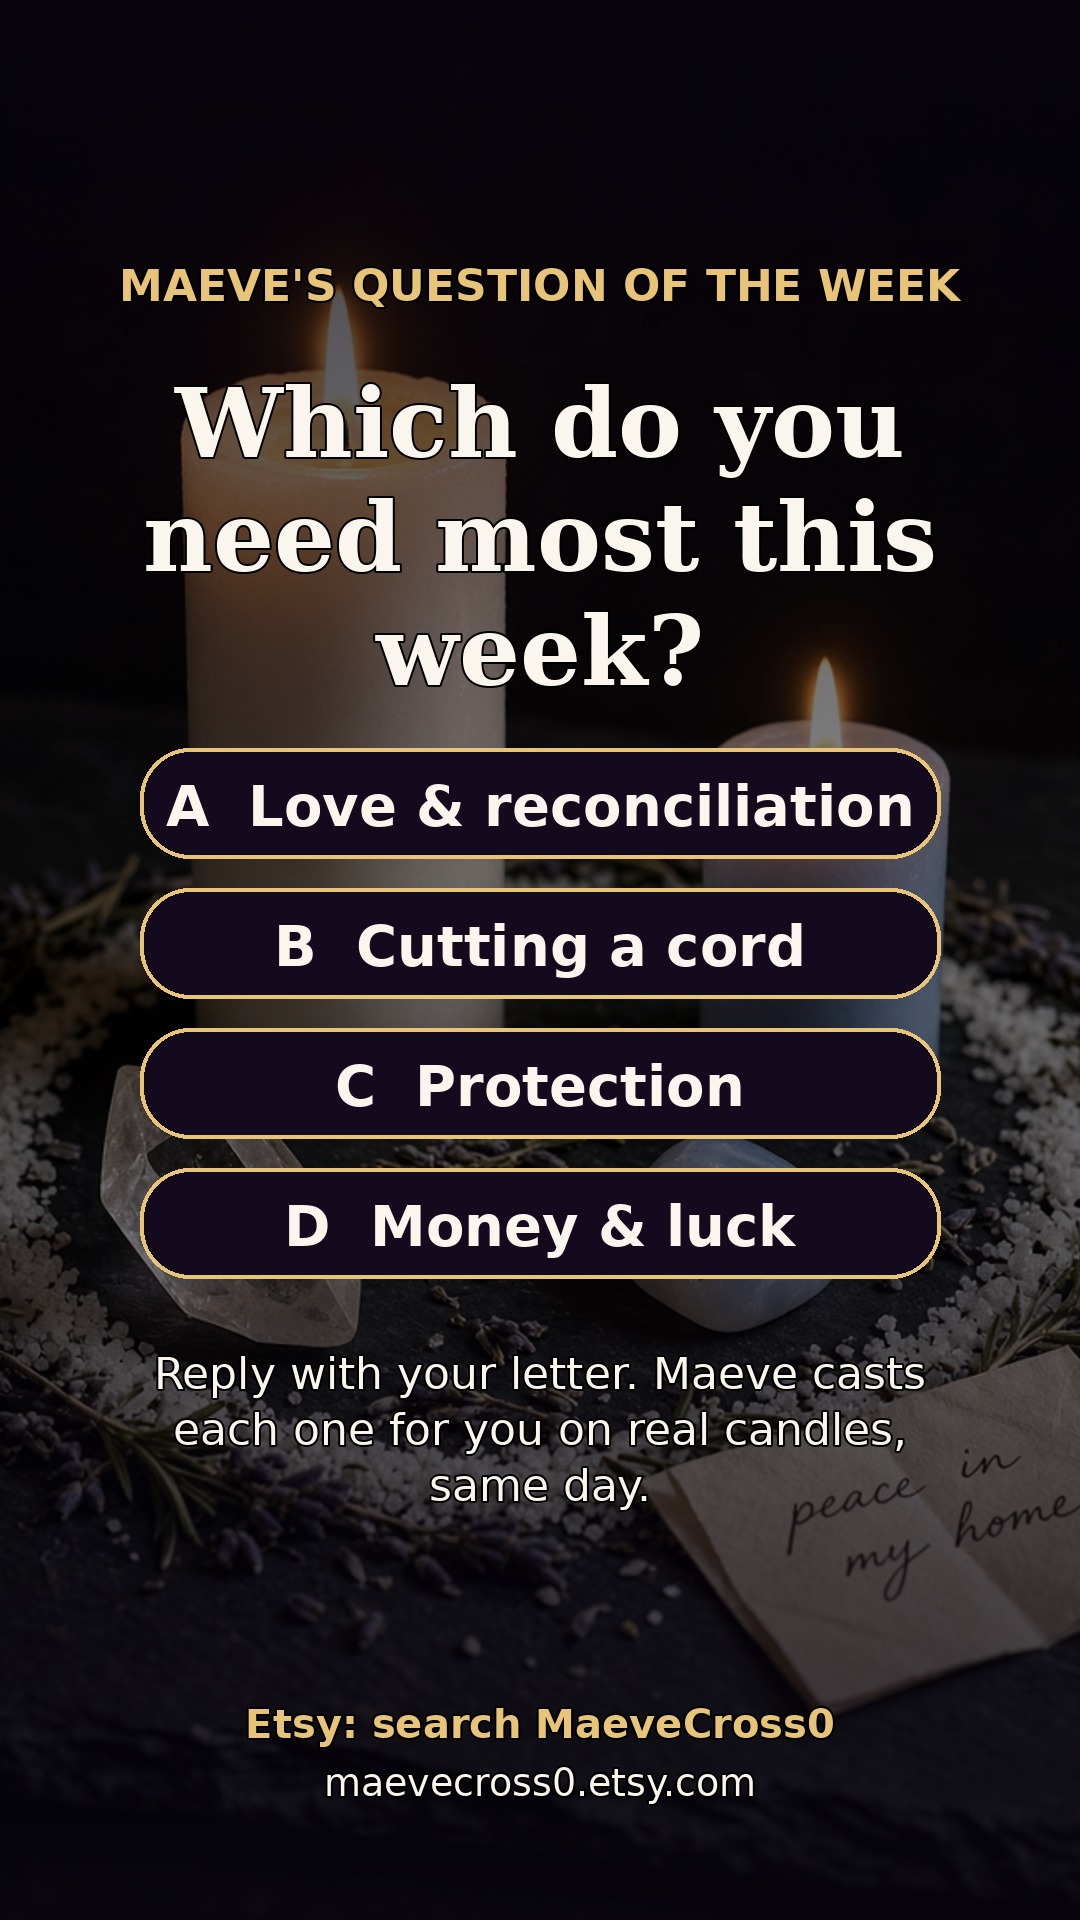 MAEVE'S QUESTION OF THE WEEK
Which do you
need most this
week?
A Love & reconciliation
B Cutting a cord
C Protection
D Money & luck
Reply with your letter. Maeve casts
each one for you on real candles,
same day.
peace in
my home
Etsy: search MaeveCross0
maevecross0.etsy.com